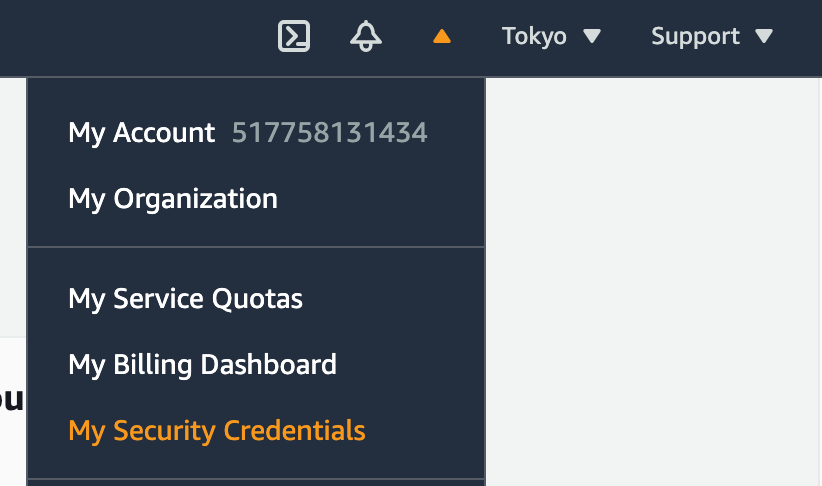 Tokyo Support
My Account 517758131434
My Organization
My Service Quotas
My Billing Dashboard
ou
My Security Credentials